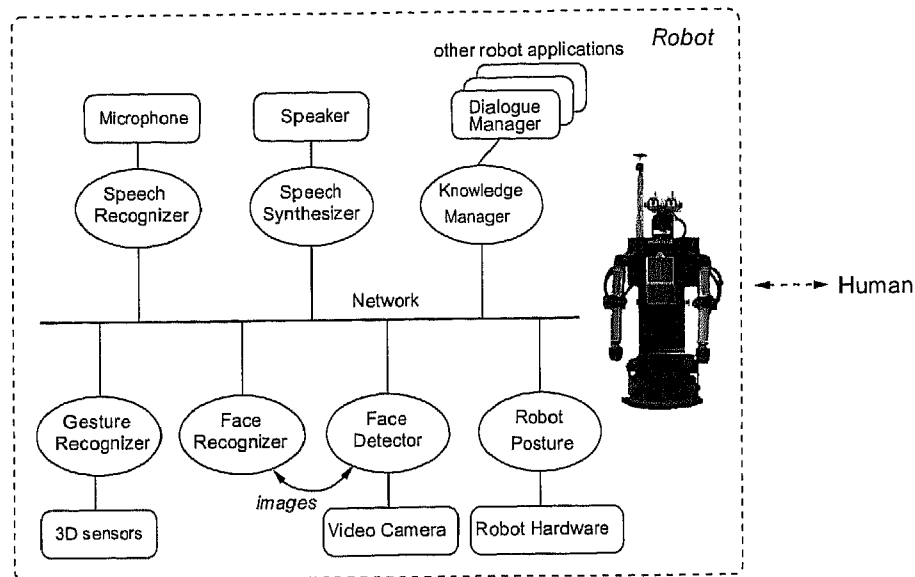 Robot
other robot applications
Microphone
Speaker
Dialogue
Manager
Speech
Recognizer
Speech
Synthesizer
Knowledge
Manager
Network
Human
Gesture
Recognizer
Face
Recognizer
Face
Detector
Robot
Posture
images
3D sensors
Video Camera
Robot Hardware